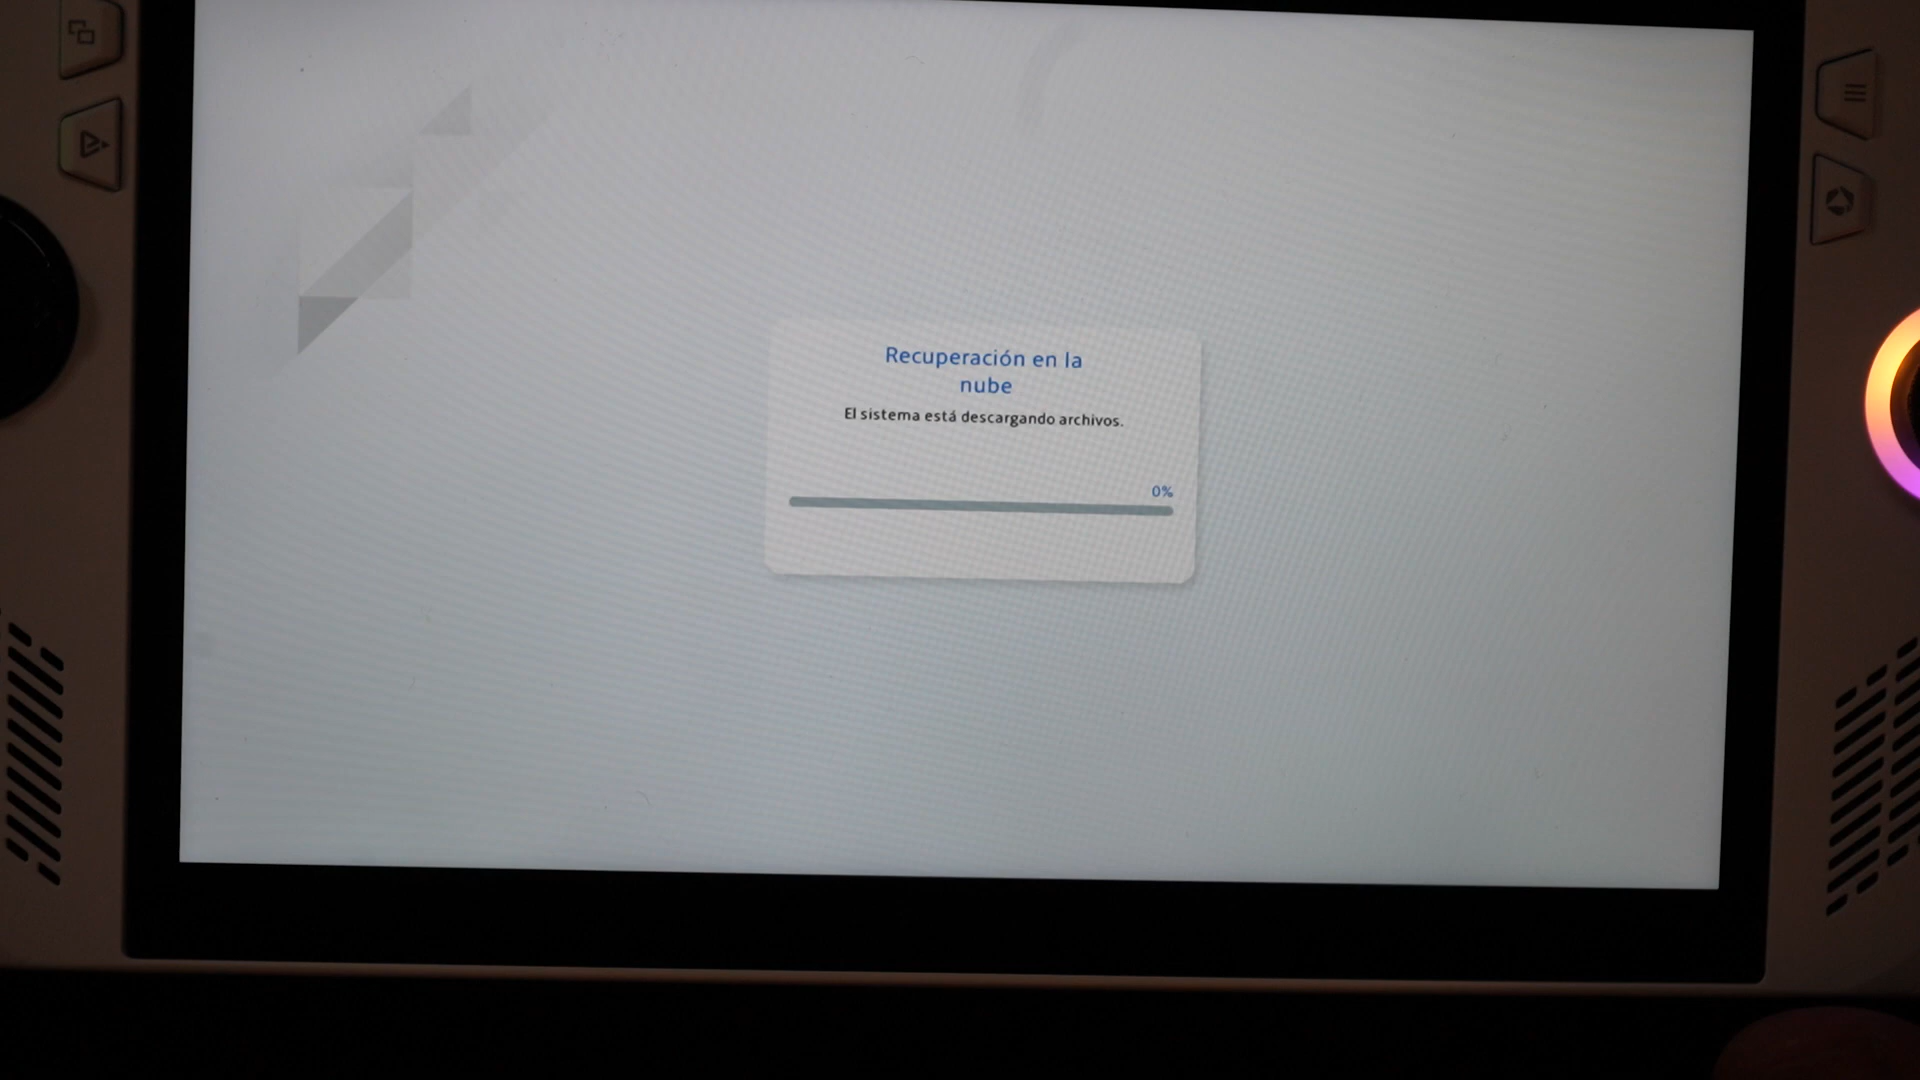 Recuperación en la
nube
El sistema está descargando archivos.
0%